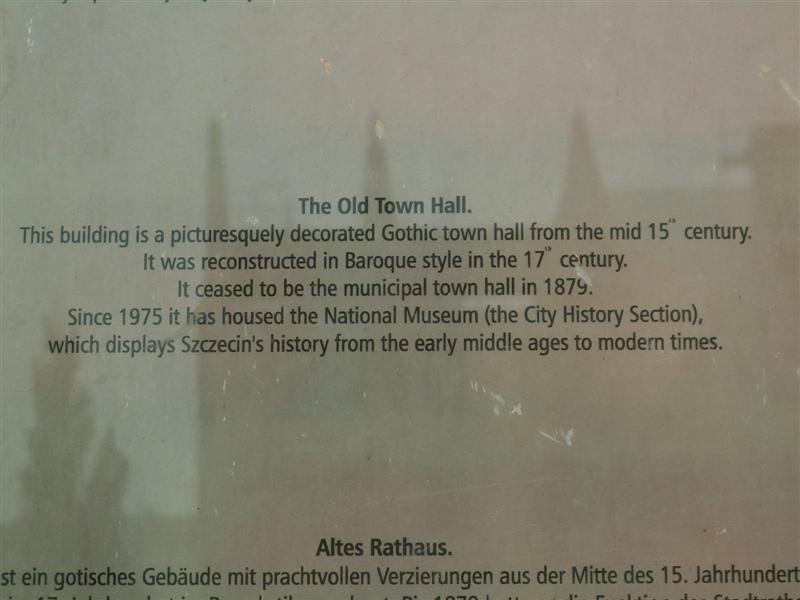 The Old Town Hall.
This building is a picturesquely decorated Gothic town hall from the mid 15th century.
It was reconstructed in Baroque style in the 17th century.
It ceased to be the municipal town hall in 1879.
Since 1975 it has housed the National Museum (the City History Section),
which displays Szczecin's history from the early middle ages to modern times.
Altes Rathaus.
st ein gotisches Gebäude mit prachtvollen Verzierungen aus der Mitte des 15. Jahrhundert